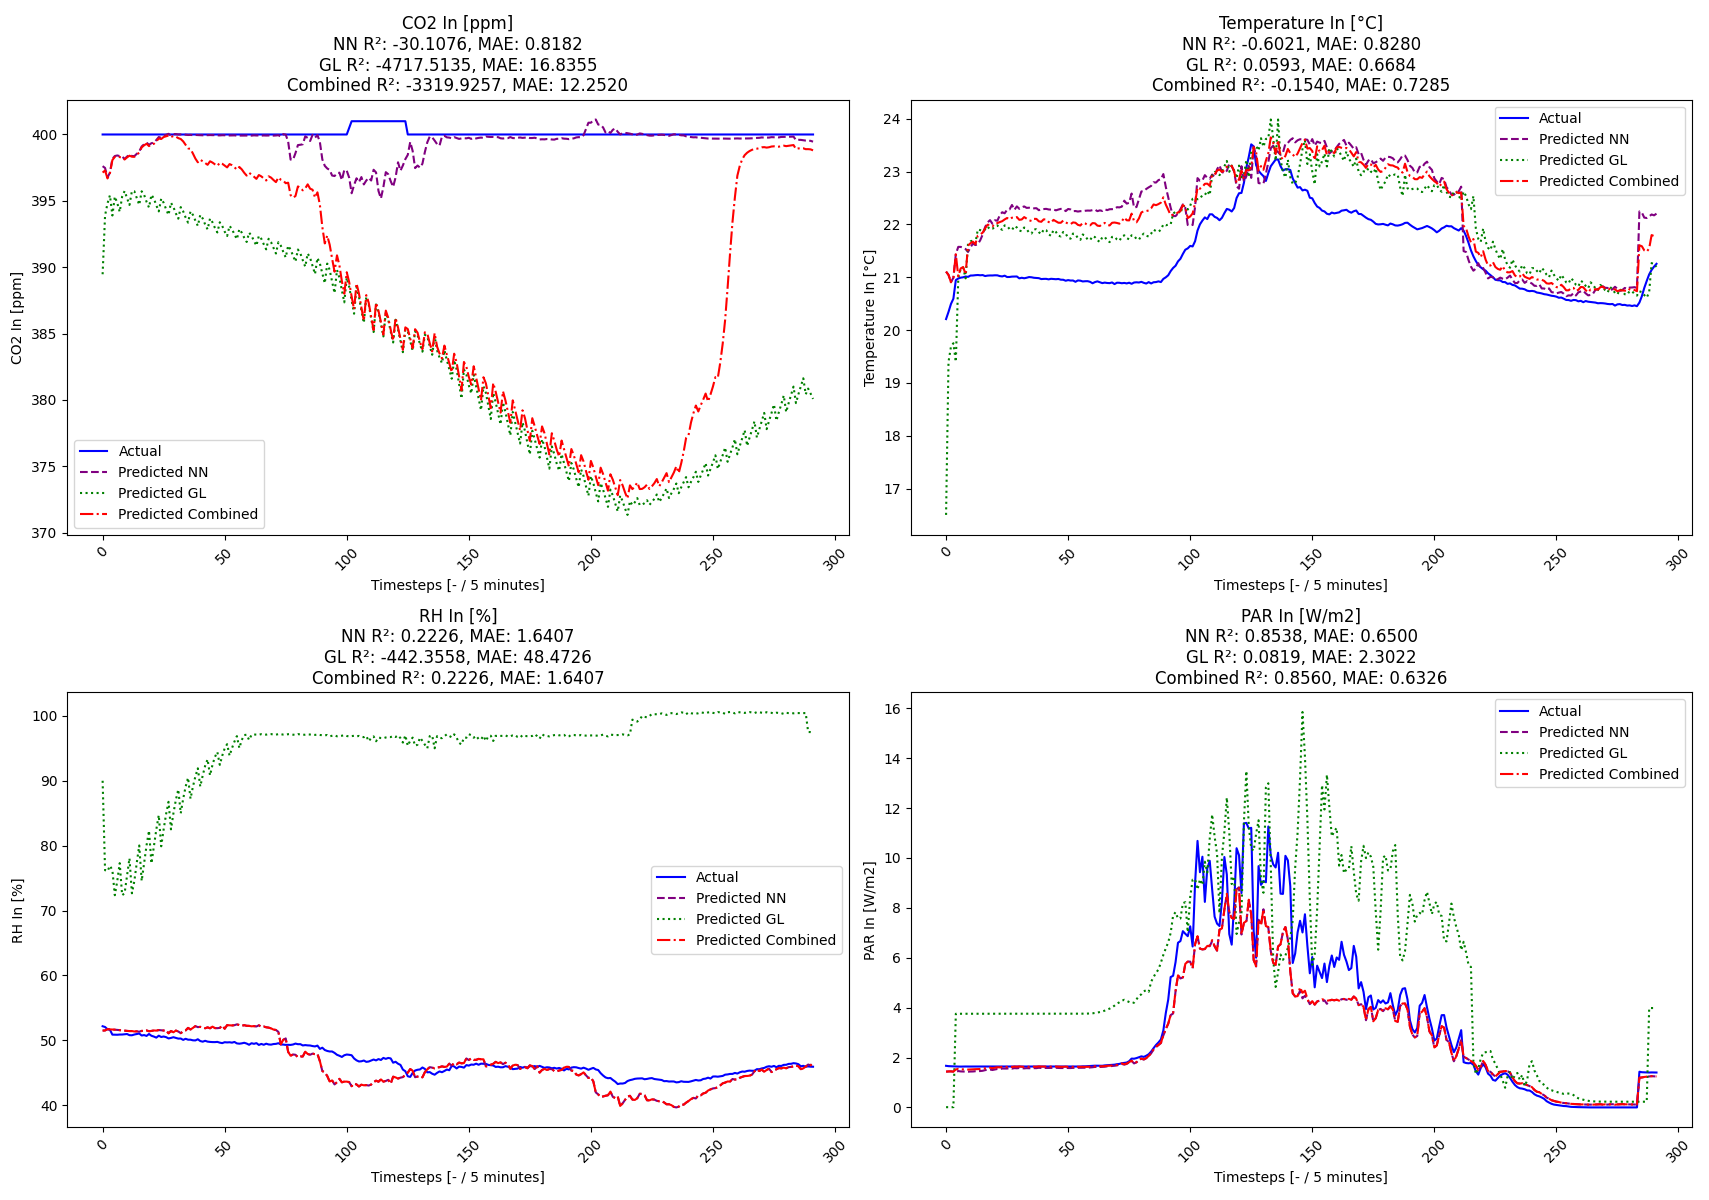 CO2 In [ppm]
NN R²: -30.1076, MAE: 0.8182
GL R²: -4717.5135, MAE: 16.8355
Combined R²: -3319.9257, MAE: 12.2520
CO2 In [ppm]
400
395
390
385
380
375
370
Actual
Predicted NN
Predicted GL
Predicted Combined
0
50
100
150
200
250
300
Timesteps [- / 5 minutes]
Temperature In [°C]
NN R²: -0.6021, MAE: 0.8280
GL R²: 0.0593, MAE: 0.6684
Combined R²: -0.1540, MAE: 0.7285
Temperature In [°C]
24
23
22
21
20
19
18
17
Actual
Predicted NN
Predicted GL
Predicted Combined
0
50
100
150
200
250
300
Timesteps [- / 5 minutes]
RH In [%]
NN R²: 0.2226, MAE: 1.6407
GL R²: -442.3558, MAE: 48.4726
Combined R²: 0.2226, MAE: 1.6407
RH In [%]
100
90
80
70
60
50
40
Actual
Predicted NN
Predicted GL
Predicted Combined
0
50
100
150
200
250
300
Timesteps [- / 5 minutes]
PAR In [W/m2]
NN R²: 0.8538, MAE: 0.6500
GL R²: 0.0819, MAE: 2.3022
Combined R²: 0.8560, MAE: 0.6326
PAR In [W/m2]
16
14
12
10
8
6
4
2
0
Actual
Predicted NN
Predicted GL
Predicted Combined
0
50
100
150
200
250
300
Timesteps [- / 5 minutes]